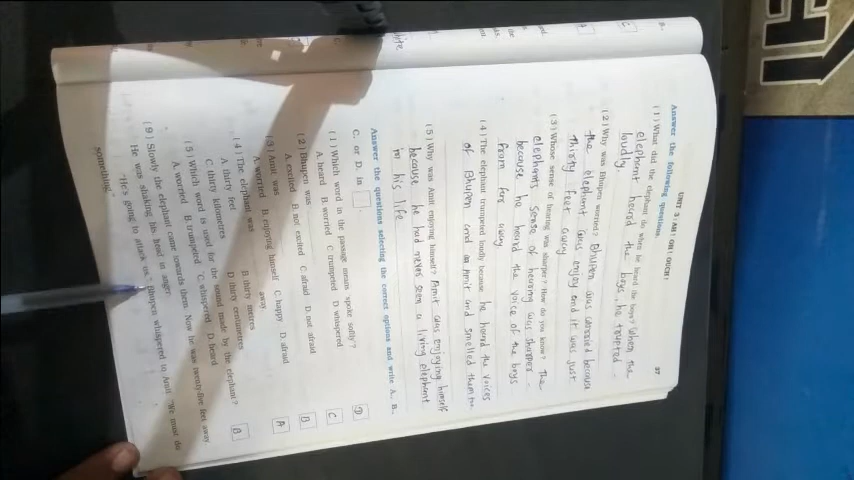 UNIT 3 : AH! OH! OUCH!
57
Answer the following questions.
(1) What did the elephant do when he heard the boys? When the
elephant heard the boys he
loudly.
(2) Why was Bhupen worried? Bhupen was worried because
the elephant was enjoy and it was just
thirty feet away
(3) Whose sense of hearing was sharper? How do you know? The
elephants sense of hearing was sharper
because he heard the voice of the boys
from far away
(4) The elephant trumpeted loudly because he heard the voices
of Bhupen and Amit and smelled them
(5) Why was Amit enjoying himself? Amit was enjoying himself
because he had never seen a living elephant
in his life
Answer the questions selecting the correct options and write A, B,
C, or D. in
(1) Which word in the passage means 'spoke softly'? D
A. heard B. worried C. trumpeted D. whispered
(2) Bhupen was C
A. excited B. not excited C. afraid D. not afraid
(3) Amit was B
A. worried B. enjoying himself C. happy D. afraid
(4) The elephant was away A
A. thirty feet B. thirty metres
C. thirty kilometres D. thirty centimetres
(5) Which word is used for the sound made by the elephant? B
A. worried B. trumpeted C. whispered D. heard
(9) Slowly the elephant came towards them. Now he was twenty-five feet away.
He was shaking his head in anger.
"He's going to attack us," Bhupen whispered to Amit. "We must do
something."